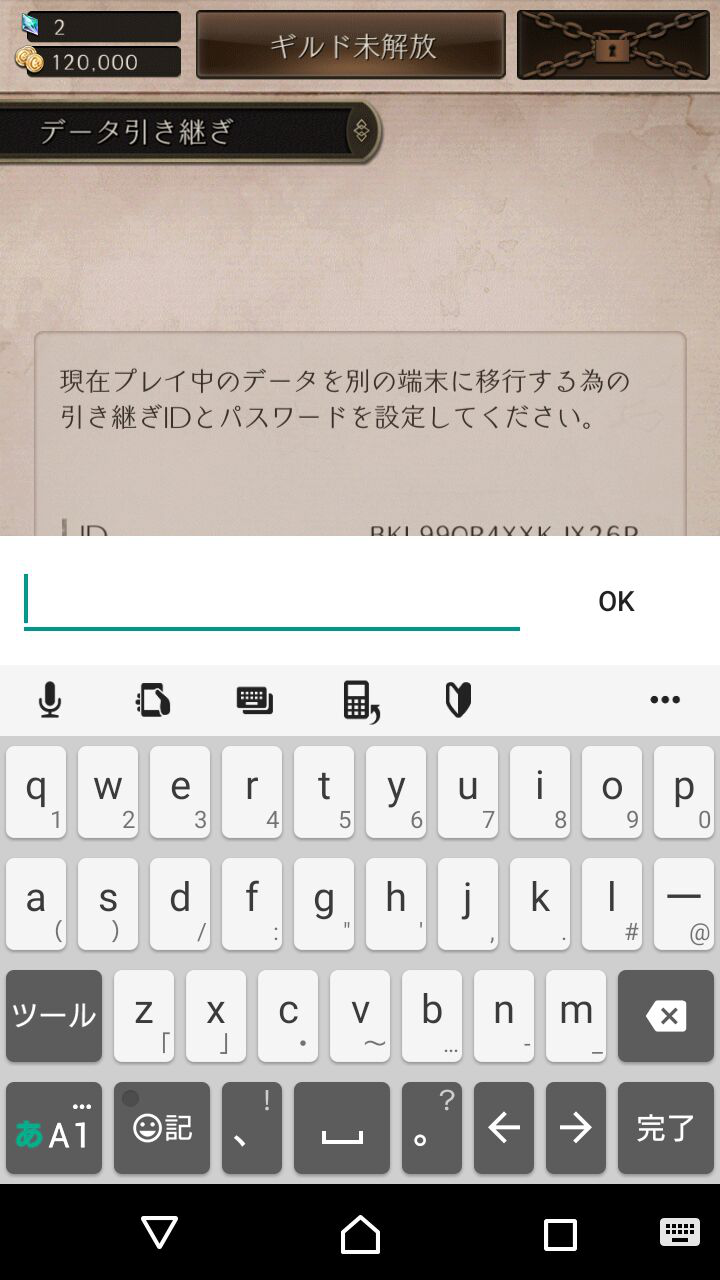 2
120,000
ギルド未解放
データ引き継ぎ
現在プレイ中のデータを別の端末に移行する為の
引き継ぎIDとパスワードを設定してください。
ID
OK
q 1 w 2 e 3 r 4 t 5 y 6 u 7 i 8 o 9 p 0
a ( s ) d / f : g " h ' j , k . l # ー @
ツール z 「 x 」 c ・ v ～ b … n - m _
あA1 記 、 ! 。 ? ← → 完了